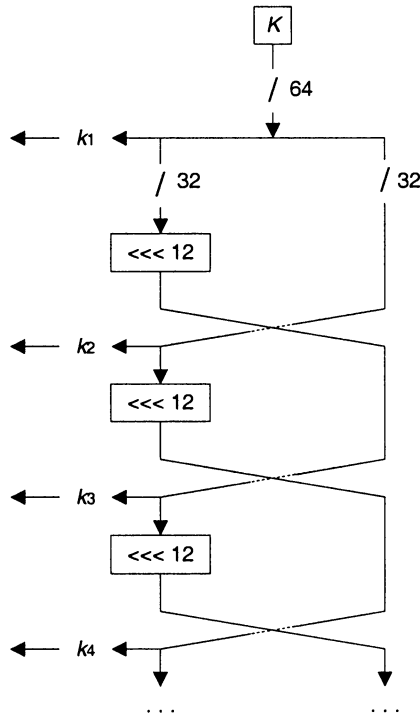 K
/ 64
k1
/ 32
/ 32
<<< 12
k2
<<< 12
k3
<<< 12
k4
... ...